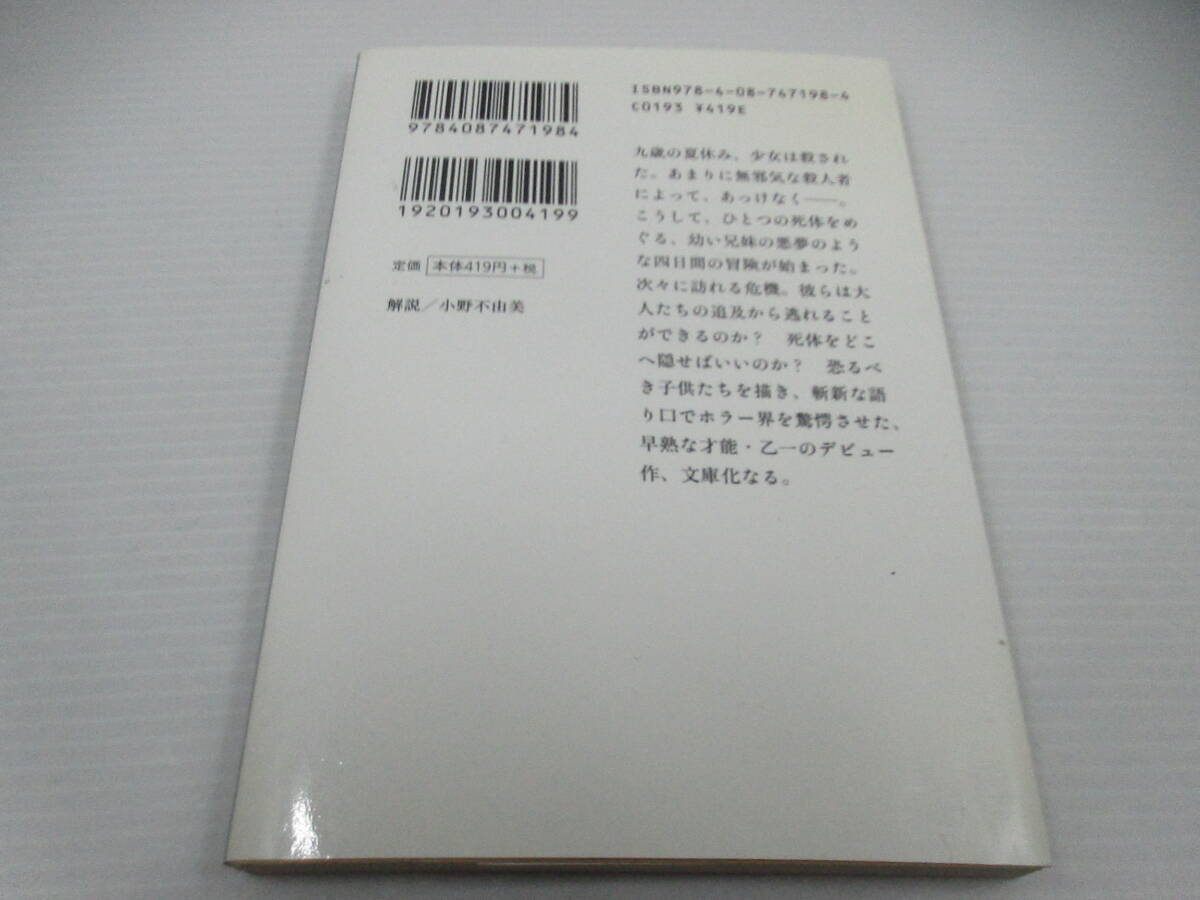 9784087471984
1920193004199
定価 本体419円+税
解説／小野不由美
ISBN978-4-08-747198-4
C0193 ¥419E
九歳の夏休み、少女は殺され
た。あまりに無邪気な殺人者
によって、あっけなく――。
こうして、ひとつの死体をめ
ぐる、幼い兄妹の悪夢のよう
な四日間の冒険が始まった。
次々に訪れる危機。彼らは大
人たちの追及から逃れること
ができるのか？　死体をどこ
へ隠せばいいのか？　恐るべ
き子供たちを描き、斬新な語
り口でホラー界を驚愕させた、
早熟な才能・乙一のデビュー
作、文庫化なる。